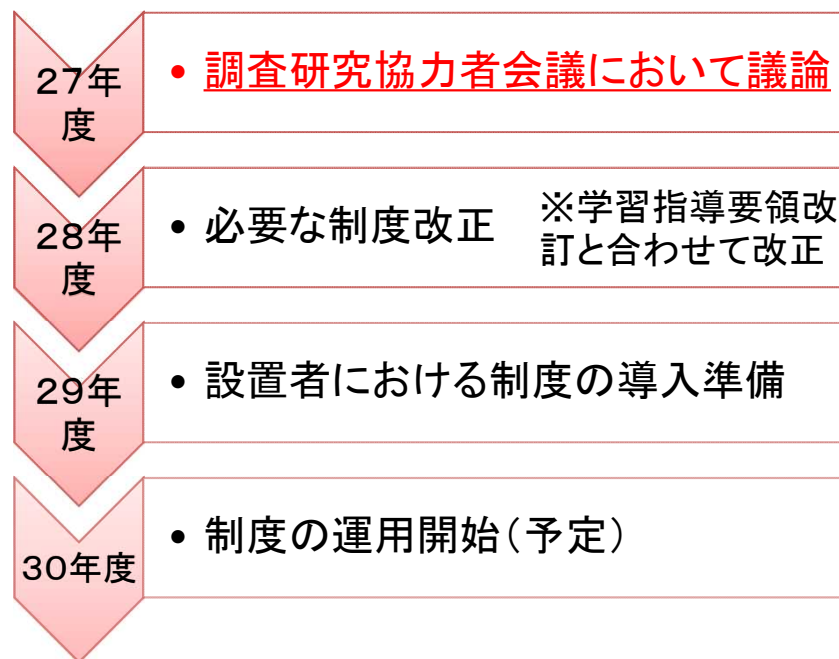 27年
度
• 調査研究協力者会議において議論
28年
度
• 必要な制度改正
※学習指導要領改
訂と合わせて改正
29年
度
• 設置者における制度の導入準備
30年度
• 制度の運用開始（予定）